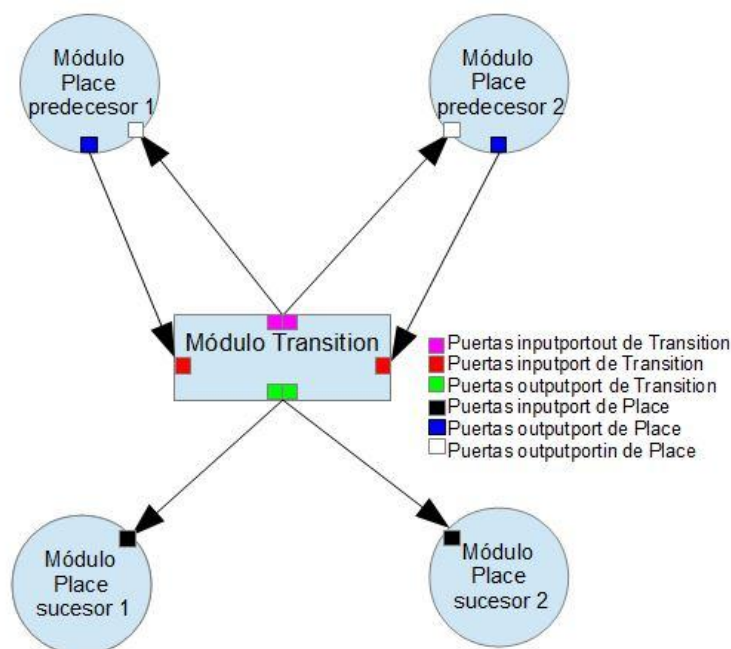 Módulo
Place
predecesor 1
Módulo
Place
predecesor 2
Módulo Transition
Puertas inputportout de Transition
Puertas inputport de Transition
Puertas outputport de Transition
Puertas inputport de Place
Puertas outputport de Place
Puertas outputportin de Place
Módulo
Place
sucesor 1
Módulo
Place
sucesor 2